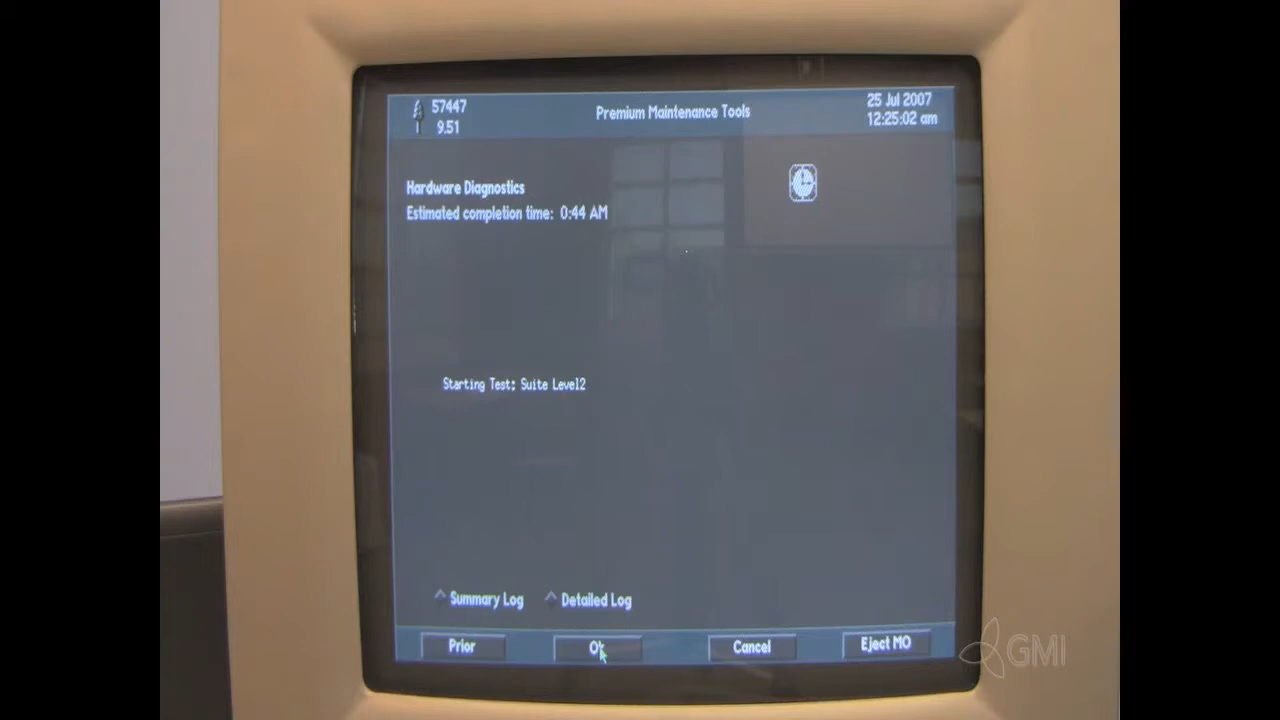 57447
9.51
Premium Maintenance Tools
25 Jul 2007
12:25:02 am
Hardware Diagnostics
Estimated completion time: 0:44 AM
Starting Test: Suite Level2
^ Summary Log ^ Detailed Log
Prior Ok Cancel Eject MO
GMI